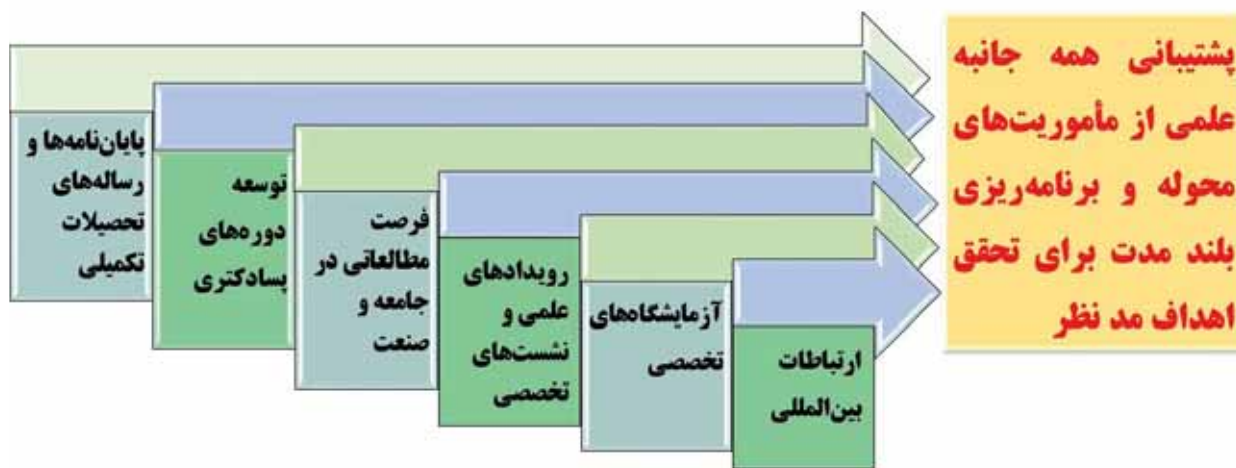 پشتیبانی همه جانبه
علمی از مأموریت‌های
محوله و برنامه‌ریزی
بلند مدت برای تحقق
اهداف مد نظر
پایان‌نامه‌ها و
رساله‌های
تحصیلات
تکمیلی
توسعه
دوره‌های
پسادکتری
فرصت
مطالعاتی در
جامعه و
صنعت
رویدادهای
علمی و
نشست‌های
تخصصی
آزمایشگاه‌های
تخصصی
ارتباطات
بین‌المللی